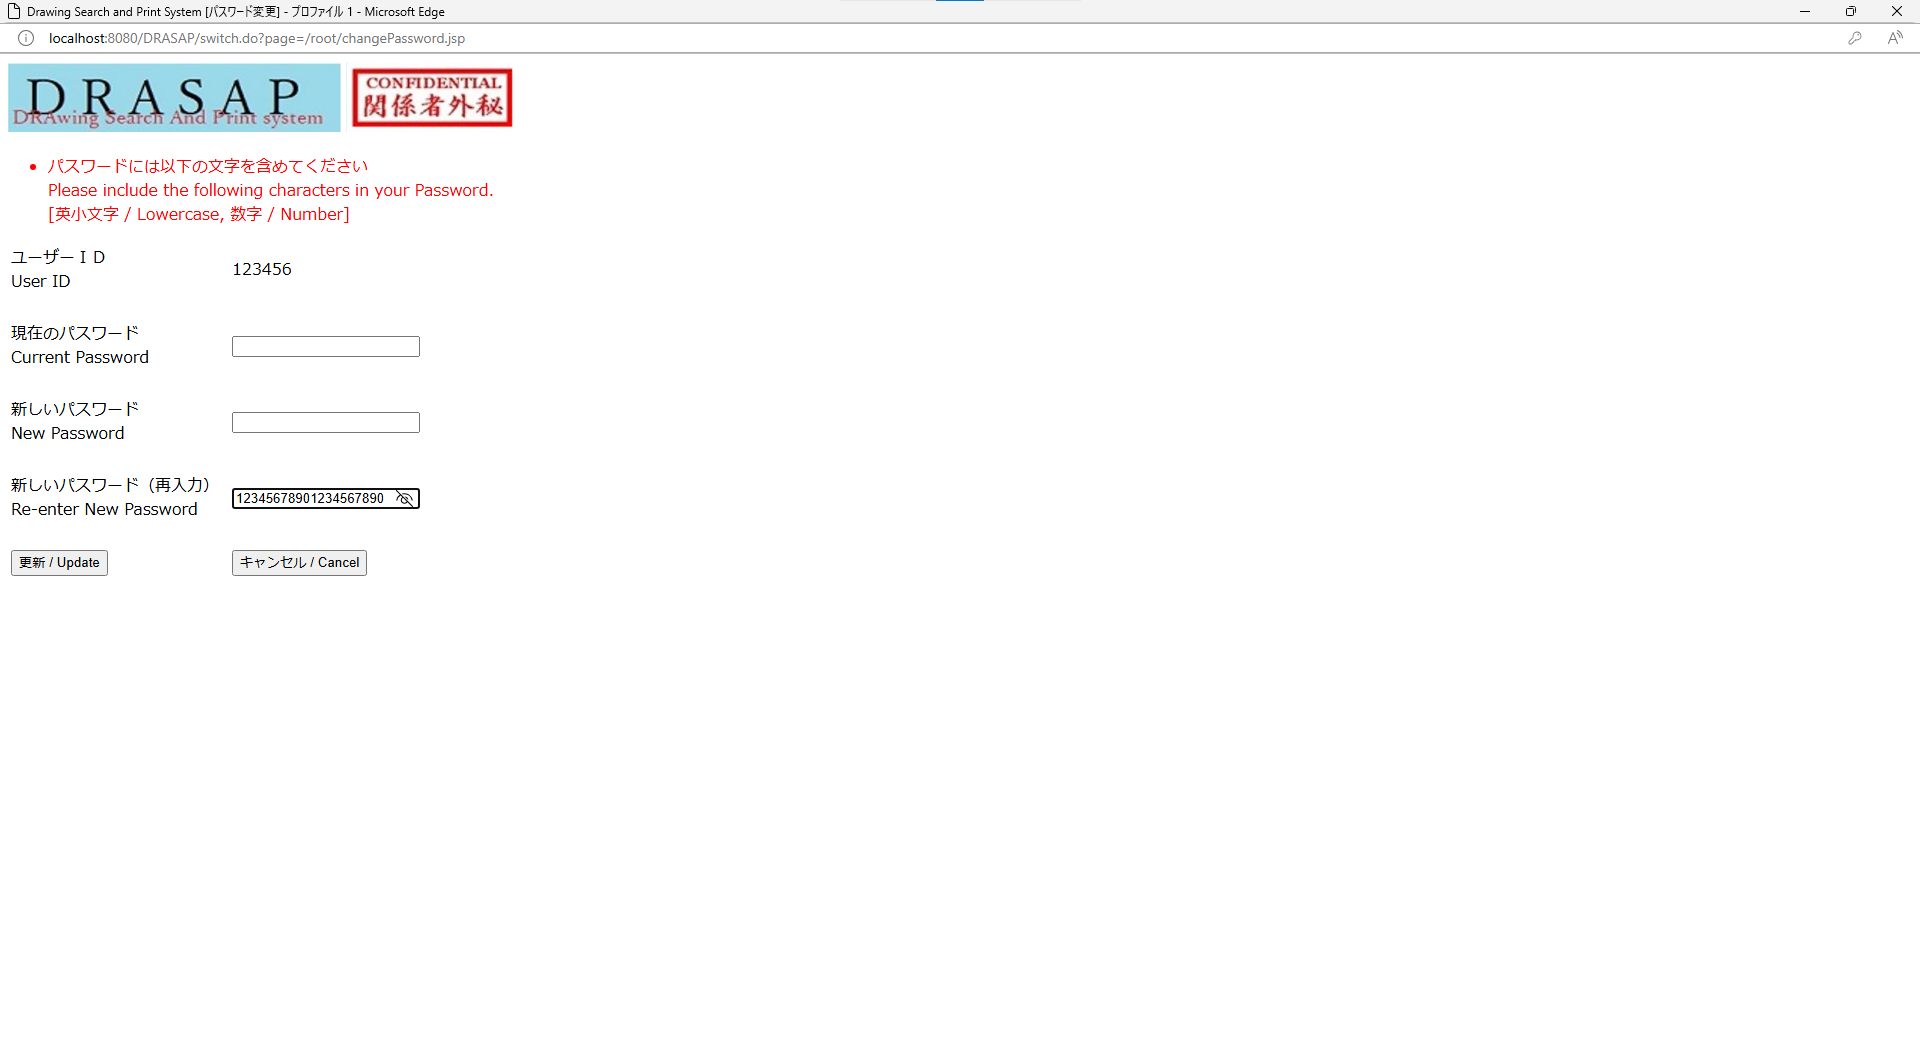 Drawing Search and Print System [パスワード変更] - プロファイル 1 - Microsoft Edge
localhost:8080/DRASAP/switch.do?page=/root/changePassword.jsp
DRASAP
DRAwing Search And Print system
CONFIDENTIAL
関係者外秘
• パスワードには以下の文字を含めてください
Please include the following characters in your Password.
[英小文字 / Lowercase, 数字 / Number]
ユーザーＩＤ
User ID
123456
現在のパスワード
Current Password
新しいパスワード
New Password
新しいパスワード（再入力）
Re-enter New Password
12345678901234567890
更新 / Update
キャンセル / Cancel